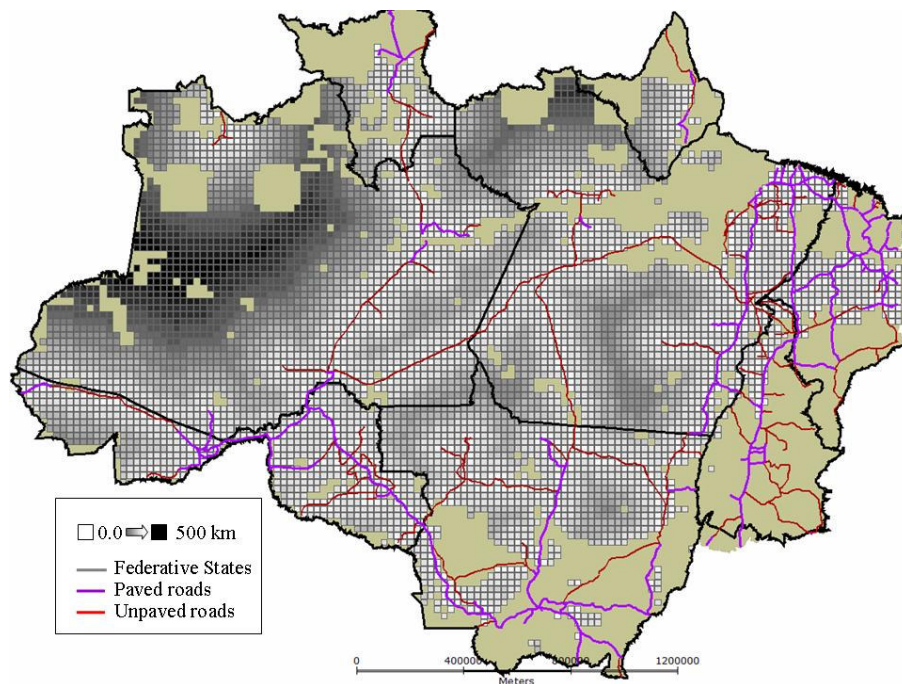 0.0 500 km
Federative States
Paved roads
Unpaved roads
0 400000 800000 1200000
Meters